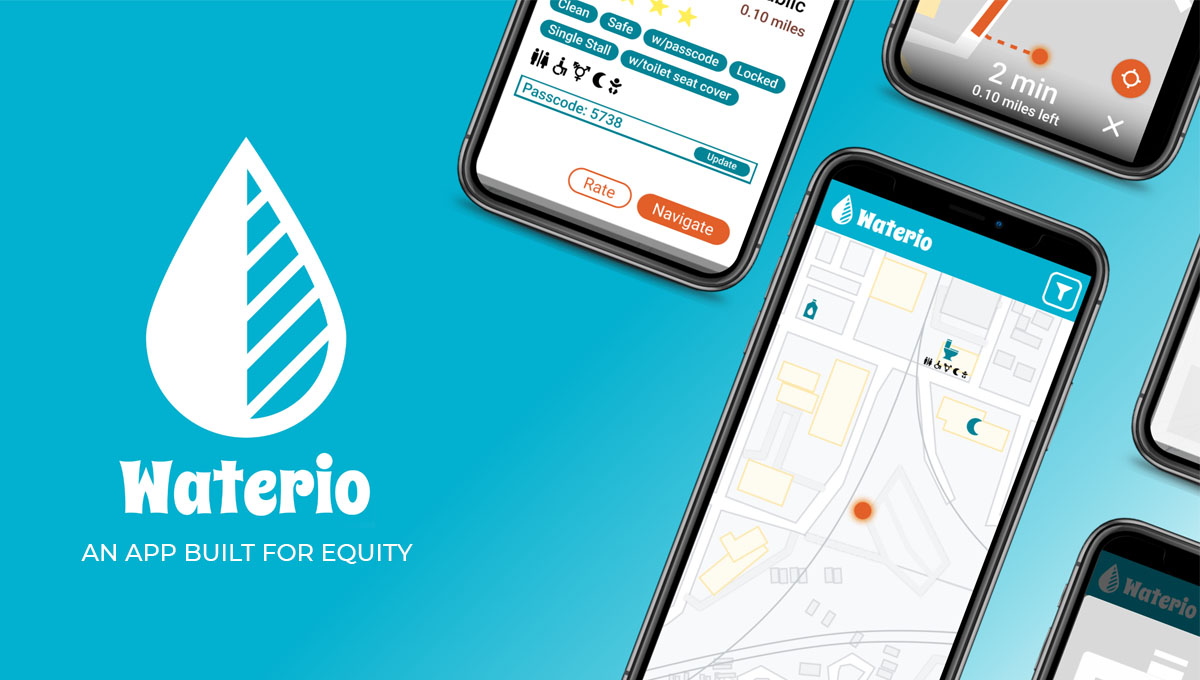 Waterio
AN APP BUILT FOR EQUITY
0.10 miles
Clean
Safe
w/passcode
Locked
Single Stall
w/toilet seat cover
Passcode: 5738
Update
Rate
Navigate
2 min
0.10 miles left
Waterio
Waterio